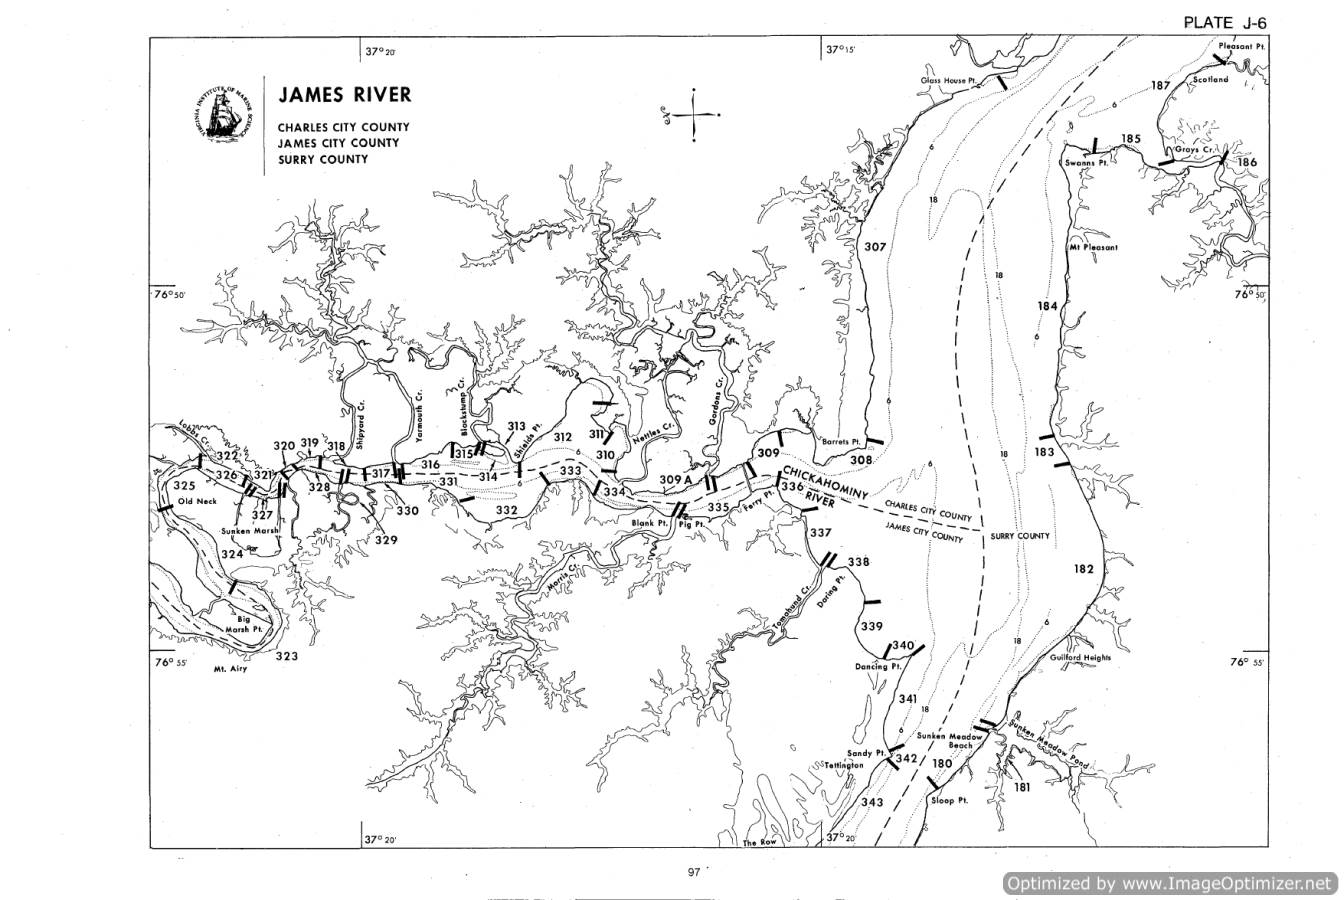 PLATE J-6
37° 20'
37° 15'
Pleasant Pt.
Glass House Pt.
Scotland
187
VIRGINIA INSTITUTE OF MARINE SCIENCE
JAMES RIVER
CHARLES CITY COUNTY
JAMES CITY COUNTY
SURRY COUNTY
N
6
6
185
Grays Cr.
186
Swanns Pt.
18
307
Mt Pleasant
18
76° 50'
76° 50'
184
6
6
Shipyard Cr.
Yarmouth Cr.
Blackstump Cr.
Gordons Cr.
Lobbs Cr.
320
319
318
313
Shields Pt.
312
311
Nettles Cr.
Barrets Pt.
322
326
321
317
316
315
314
6
6
310
309
308
183
18
6
325
Old Neck
327
328
331
333
334
309 A
336
CHICKAHOMINY
RIVER
CHARLES CITY COUNTY
JAMES CITY COUNTY
SURRY COUNTY
Sunken Marsh
330
332
Blank Pt.
Pig Pt.
335
Ferry Pt.
337
324
329
Morris Cr.
338
Daring Pt.
Tomahund Cr.
182
Big
Marsh Pt.
339
6
18
340
323
76° 55'
Mt. Airy
Dancing Pt.
Guilford Heights
76° 55'
341
18
6
Sunken Meadow
Beach
Sunken Meadow Pond
Sandy Pt.
Tettington
342
180
181
343
Sloop Pt.
37° 20'
The Row
37° 20'
97
Optimized by www.ImageOptimizer.net